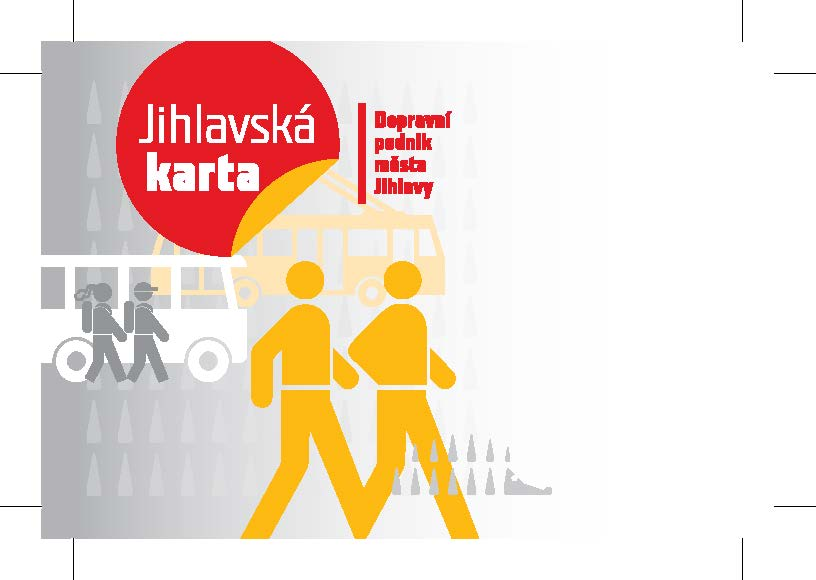 Jihlavská
karta
Dopravní
podnik
města
Jihlavy